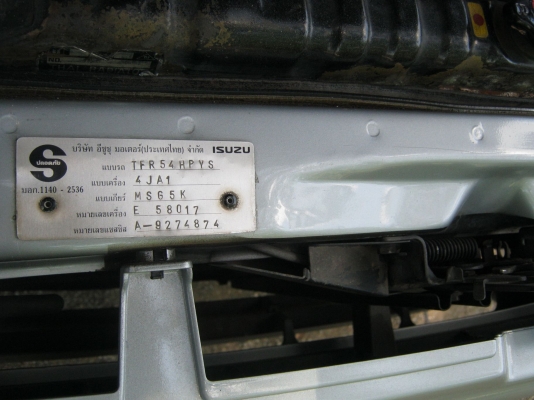 บริษัท อีซูซุ มอเตอร์(ประเทศไทย) จำกัด ISUZU
S
ปลอดภัย
มอก.1140 - 2536
แบบรถ TFR54HPYS
แบบเครื่อง 4JA1
แบบเกียร์ MSG5K
หมายเลขเครื่อง E 58017
หมายเลขแชสซิส A-9274874